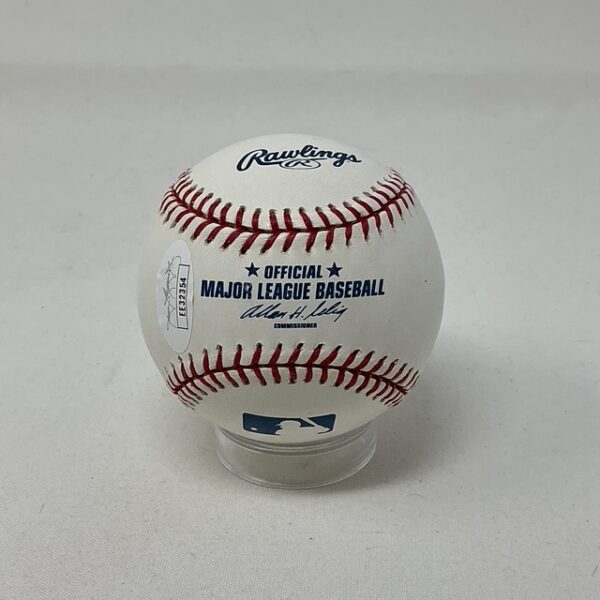 Rawlings
R
OFFICIAL
MAJOR LEAGUE BASEBALL
Allan H. Selig
COMMISSIONER
EE32354